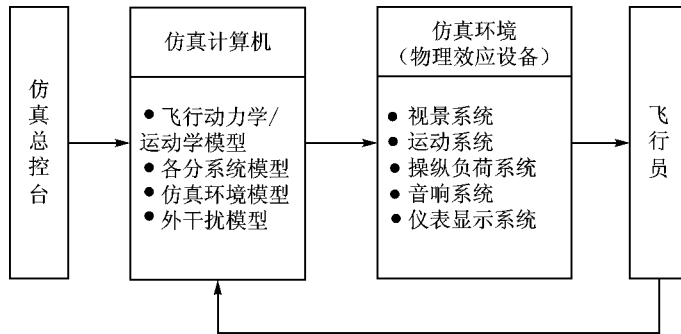 仿真总控台
仿真计算机
● 飞行动力学/
运动学模型
● 各分系统模型
● 仿真环境模型
● 外干扰模型
仿真环境
（物理效应设备）
● 视景系统
● 运动系统
● 操纵负荷系统
● 音响系统
● 仪表显示系统
飞行员